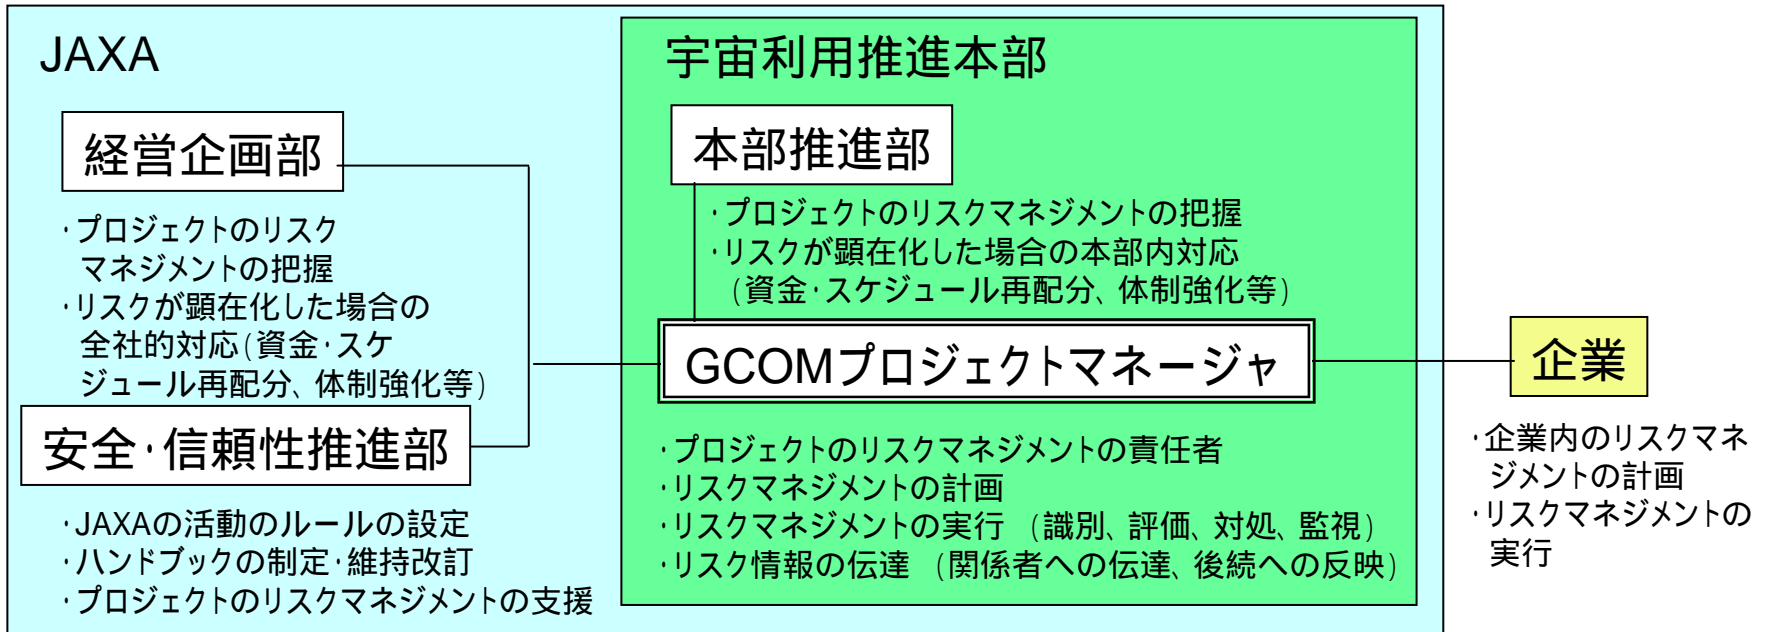 JAXA
経営企画部
･プロジェクトのリスク
マネジメントの把握
･リスクが顕在化した場合の
全社的対応(資金･スケ
ジュール再配分、体制強化等)
安全･信頼性推進部
･JAXAの活動のルールの設定
･ハンドブックの制定･維持改訂
･プロジェクトのリスクマネジメントの支援
宇宙利用推進本部
本部推進部
･プロジェクトのリスクマネジメントの把握
･リスクが顕在化した場合の本部内対応
(資金･スケジュール再配分、体制強化等)
GCOMプロジェクトマネージャ
･プロジェクトのリスクマネジメントの責任者
･リスクマネジメントの計画
･リスクマネジメントの実行 (識別、評価、対処、監視)
･リスク情報の伝達 (関係者への伝達、後続への反映)
企業
･企業内のリスクマネ
ジメントの計画
･リスクマネジメントの
実行